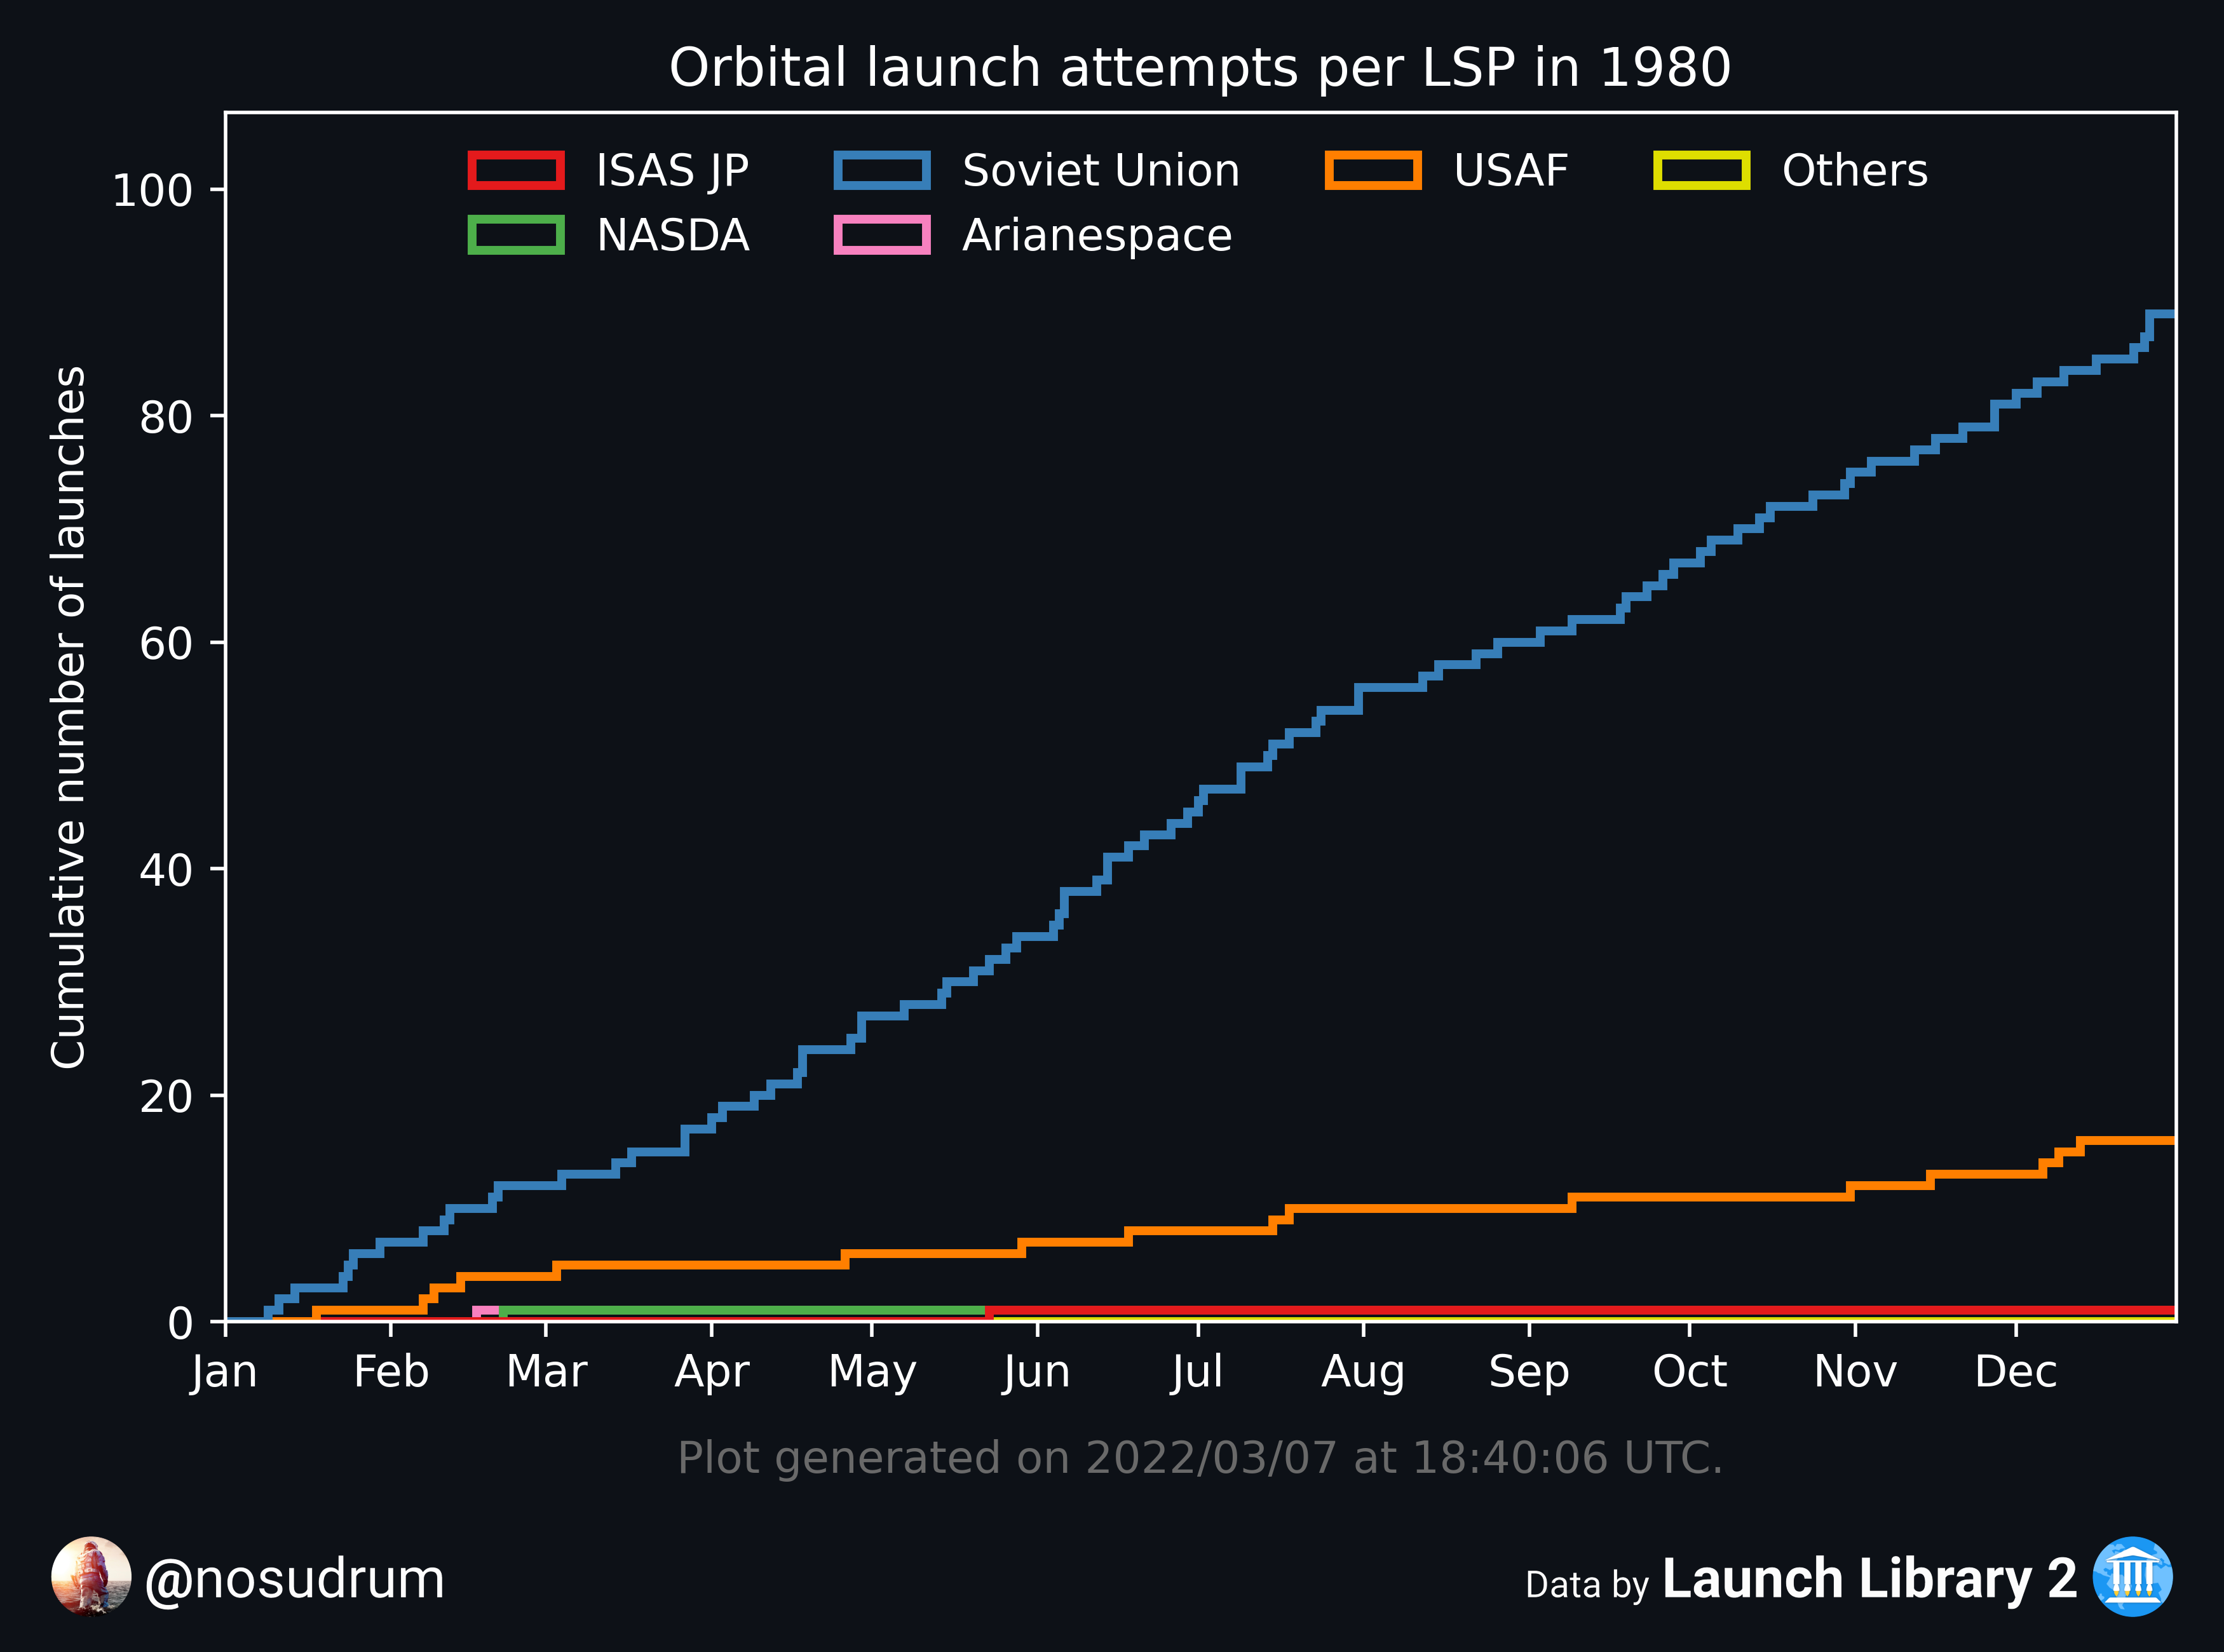 Orbital launch attempts per LSP in 1980
ISAS JP
Soviet Union
USAF
Others
NASDA
Arianespace
Cumulative number of launches
100
80
60
40
20
0
Jan Feb Mar Apr May Jun Jul Aug Sep Oct Nov Dec
Plot generated on 2022/03/07 at 18:40:06 UTC.
@nosudrum
Data by Launch Library 2